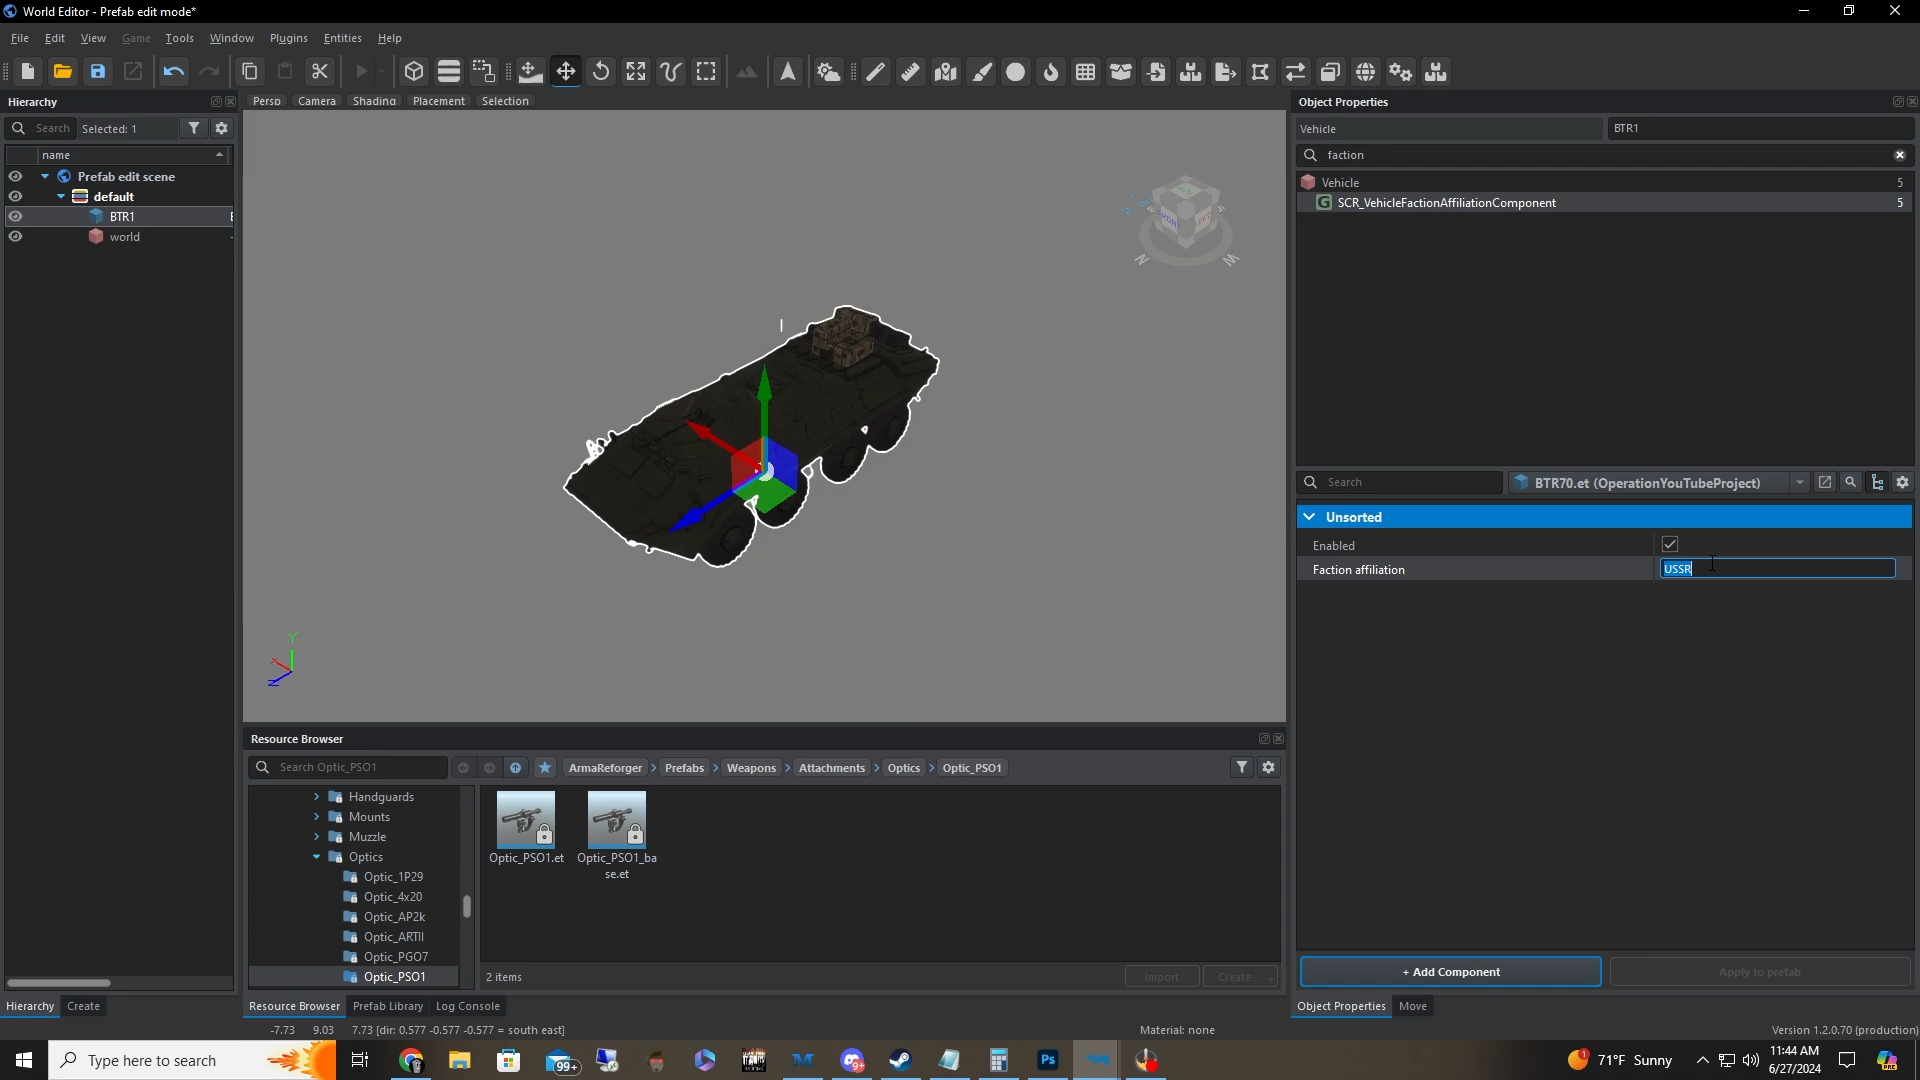 World Editor - Prefab edit mode*
File Edit View Game Tools Window Plugins Entities Help
Hierarchy
Search Selected: 1
name
Prefab edit scene
default
BTR1
world
Persp Camera Shading Placement Selection
Object Properties
Vehicle BTR1
faction
Vehicle 5
SCR_VehicleFactionAffiliationComponent 5
Search BTR70.et (OperationYouTubeProject)
Unsorted
Enabled
Faction affiliation USSR
Resource Browser
Search Optic_PSO1 ArmaReforger Prefabs Weapons Attachments Optics Optic_PSO1
Handguards
Mounts
Muzzle
Optics
Optic_1P29
Optic_4x20
Optic_AP2k
Optic_ARTII
Optic_PGO7
Optic_PSO1
Optic_PSO1.et
Optic_PSO1_ba
se.et
2 items Import Create
+ Add Component Apply to prefab
Hierarchy Create
Resource Browser Prefab Library Log Console
Object Properties Move
-7.73 9.03 7.73 [dir: 0.577 -0.577 -0.577 = south east] Material: none Version 1.2.0.70 (production)
Type here to search
99+
9+
71°F Sunny
11:44 AM
6/27/2024